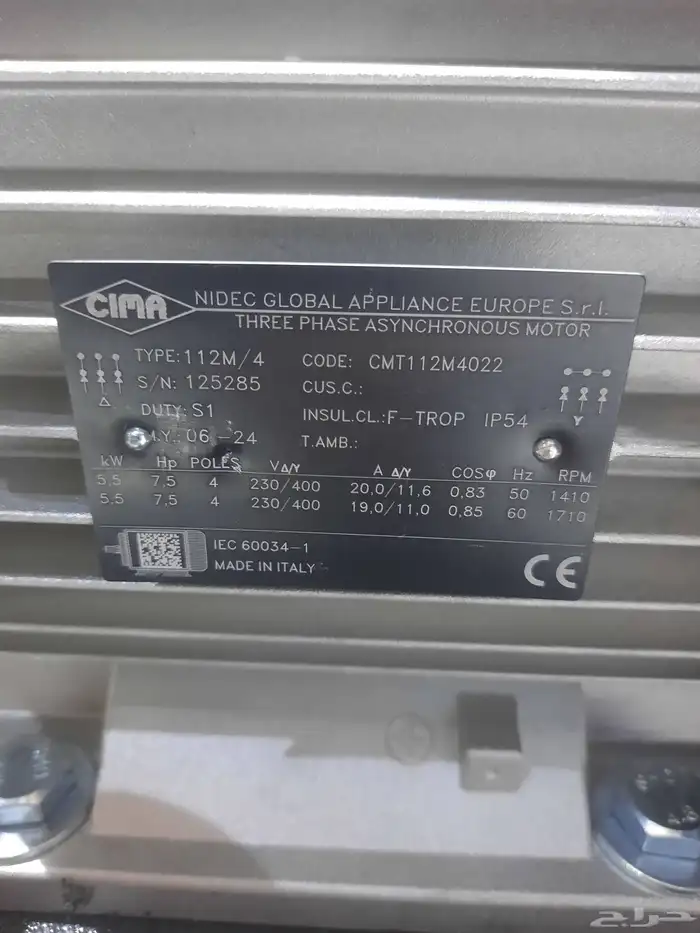 CIMA
NIDEC GLOBAL APPLIANCE EUROPE S.r.l.
THREE PHASE ASYNCHRONOUS MOTOR
TYPE: 112M/4 CODE: CMT112M4022
S/N: 125285 CUS.C.:
Δ DUTY: S1 INSUL.CL.: F-TROP IP54 Y
M.Y.: 06-24 T.AMB.:
kW Hp POLES V Δ/Y A Δ/Y COSφ Hz RPM
5,5 7,5 4 230/400 20,0/11,6 0,83 50 1410
5,5 7,5 4 230/400 19,0/11,0 0,85 60 1710
IEC 60034-1
MADE IN ITALY
CE
حراج